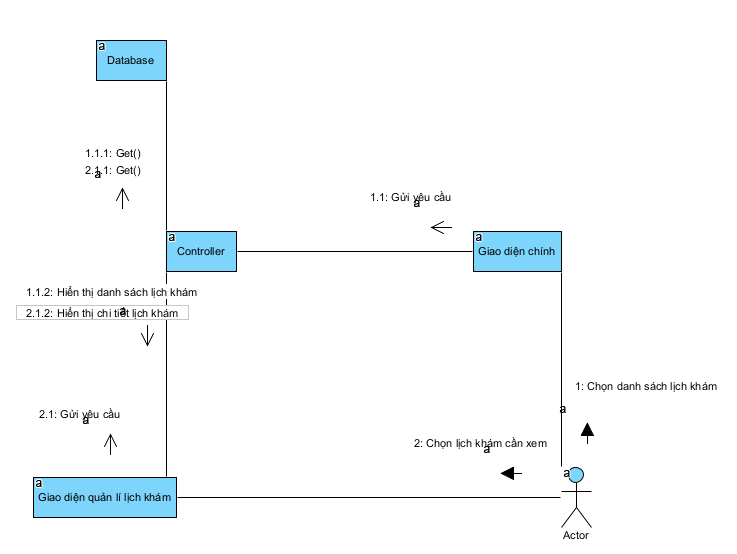 a
Database
1.1.1: Get()
2.1.1: Get()
a
1.1: Gửi yêu cầu
a
a
Controller
a
Giao diện chính
1.1.2: Hiển thị danh sách lịch khám
2.1.2: Hiển thị chi tiết lịch khám
a
1: Chọn danh sách lịch khám
a
2.1: Gửi yêu cầu
a
2: Chọn lịch khám cần xem
a
a
Giao diện quản lí lịch khám
a
Actor